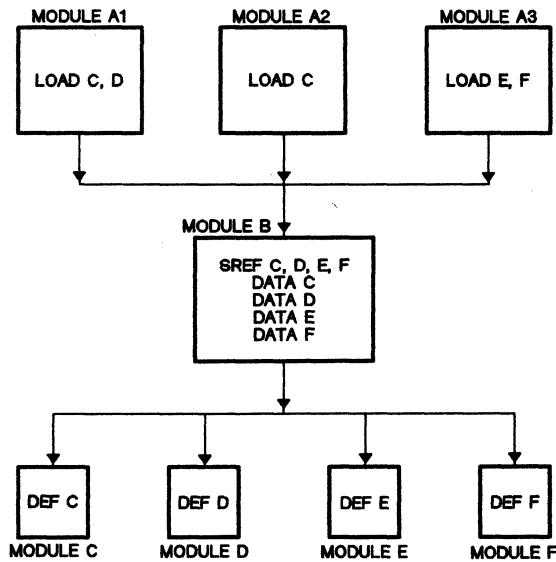 MODULE A1
MODULE A2
MODULE A3
LOAD C, D
LOAD C
LOAD E, F
MODULE B
SREF C, D, E, F
DATA C
DATA D
DATA E
DATA F
DEF C
DEF D
DEF E
DEF F
MODULE C
MODULE D
MODULE E
MODULE F